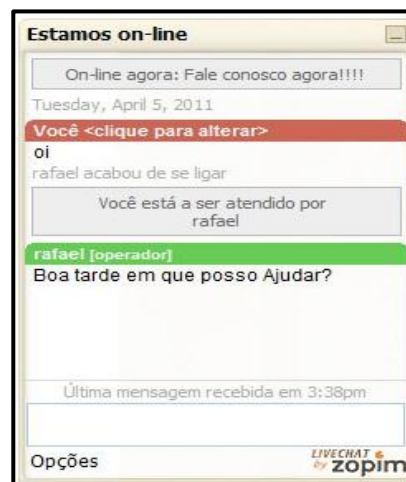 Estamos on-line
On-line agora: Fale conosco agora!!!!
Tuesday, April 5, 2011
Você <clique para alterar>
oi
rafael acabou de se ligar
Você está a ser atendido por
rafael
rafael [operador]
Boa tarde em que posso Ajudar?
Última mensagem recebida em 3:38pm
Opções
LIVECHAT
by zopim